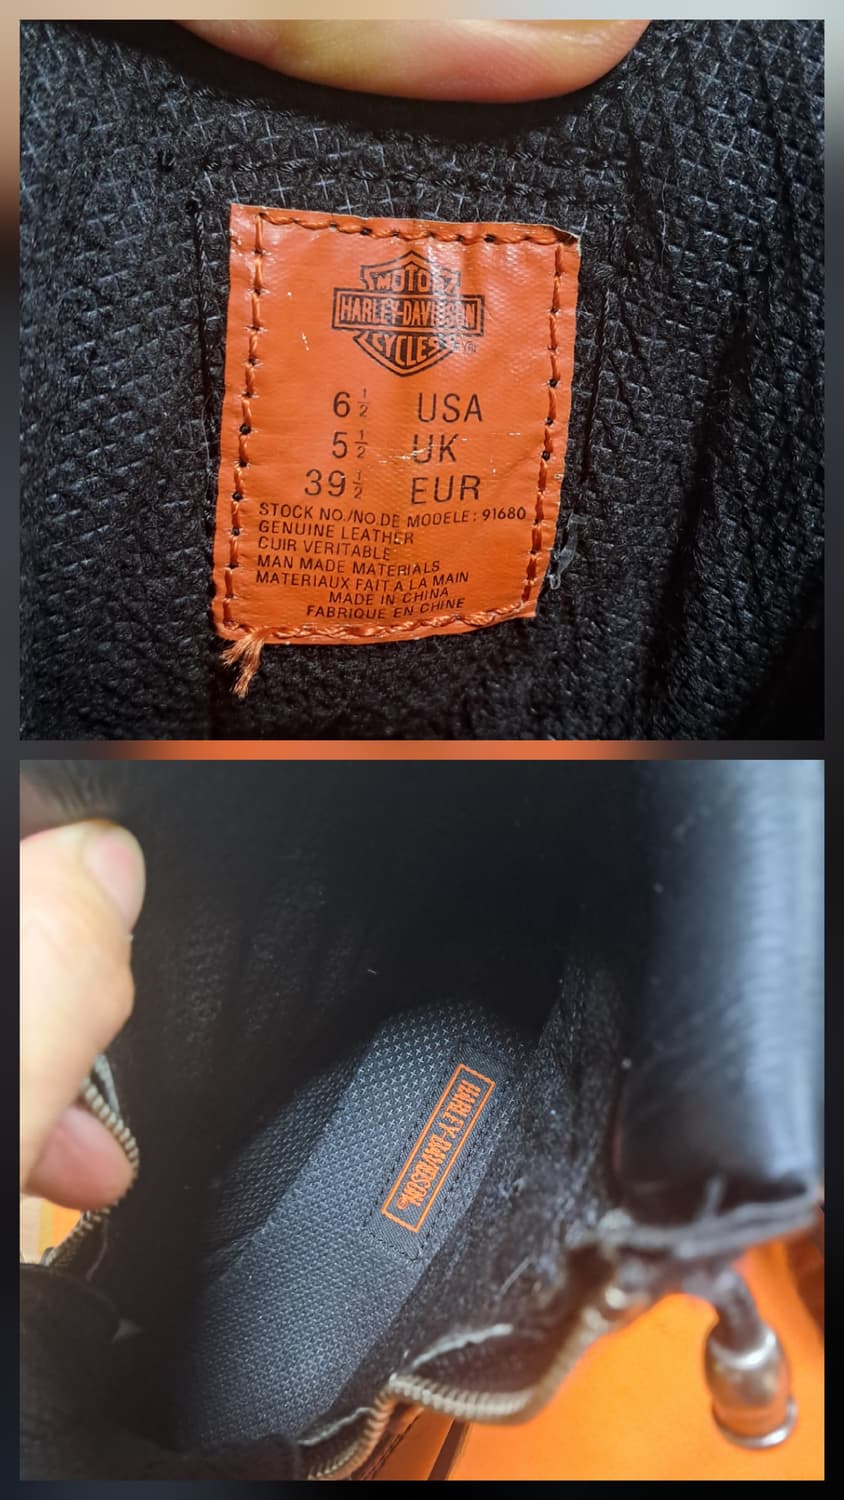 MOTOR
HARLEY-DAVIDSON
CYCLES
6 1/2 USA
5 1/2 UK
39 1/2 EUR
STOCK NO./NO.DE MODELE: 91680
GENUINE LEATHER
CUIR VERITABLE
MAN MADE MATERIALS
MATERIAUX FAIT A LA MAIN
MADE IN CHINA
FABRIQUE EN CHINE
HARLEY-DAVIDSON